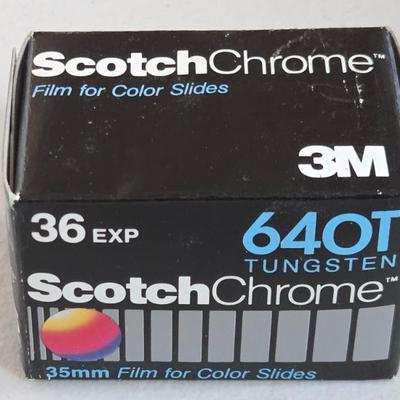 ScotchChrome™
Film for Color Slides
3M
36 EXP 640T
TUNGSTEN
ScotchChrome™
35mm Film for Color Slides